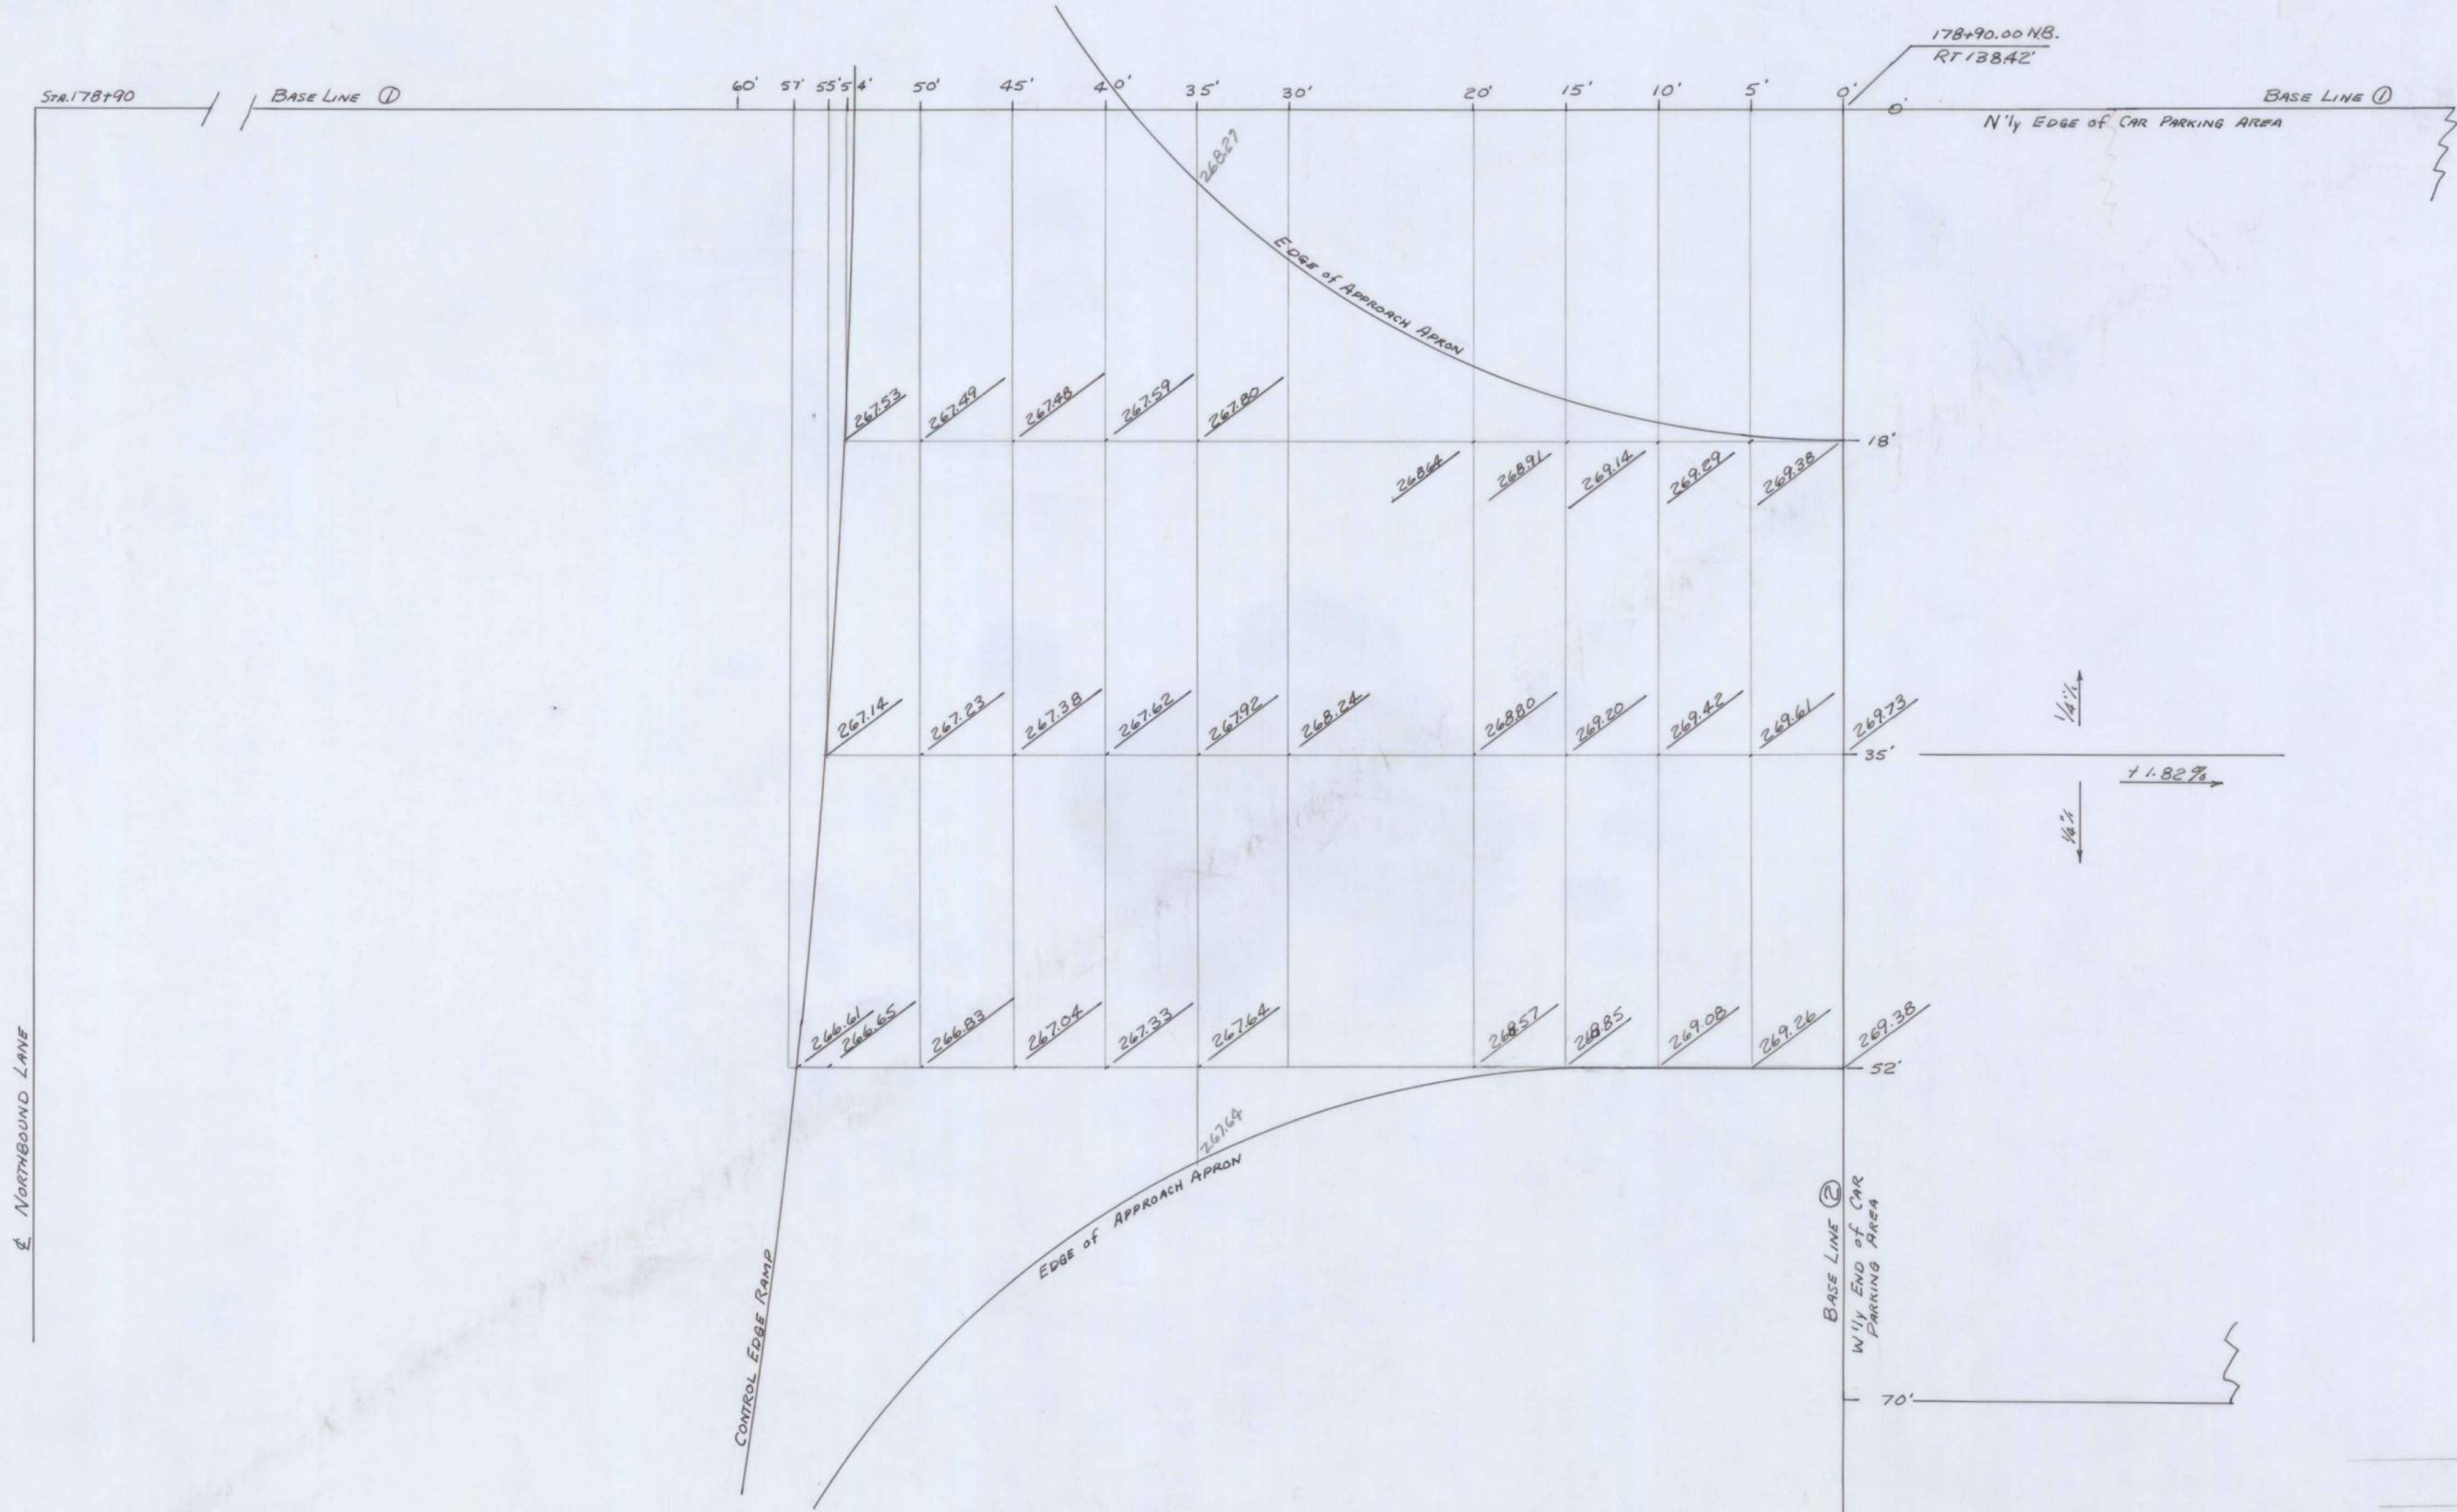 178+90.00 N.B.
RT 138.42'
STA. 178+90
BASE LINE ①
60' 57' 55' 54' 50' 45' 40' 35' 30' 20' 15' 10' 5' 0'
0'
BASE LINE ①
N'ly EDGE of CAR PARKING AREA
268.27
EDGE of APPROACH APRON
267.53 267.49 267.48 267.59 267.80
18'
268.64 268.91 269.14 269.29 269.38
267.14 267.23 267.38 267.62 267.92 268.24 268.80 269.20 269.42 269.61 269.73
35'
1/4"/1
+1.82%
1/4"/1
266.61 266.65 266.83 267.04 267.33 267.64 268.57 268.85 269.08 269.26 269.38
52'
267.64
EDGE of APPROACH APRON
CONTROL EDGE RAMP
℄ NORTHBOUND LANE
BASE LINE ②
W'ly END of CAR
PARKING AREA
70'